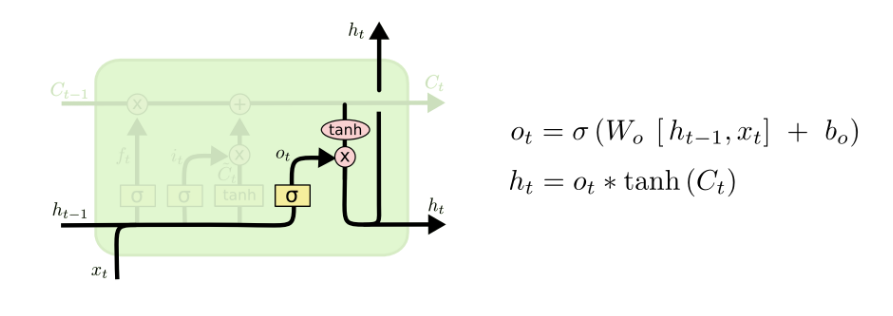 h_t
C_{t-1}
C_t
x
+
tanh
f_t
i_t
x
o_t
x
C̃_t
σ
σ
tanh
σ
h_{t-1}
h_t
x_t
o_t = σ (W_o [h_{t-1}, x_t] + b_o)
h_t = o_t * tanh (C_t)